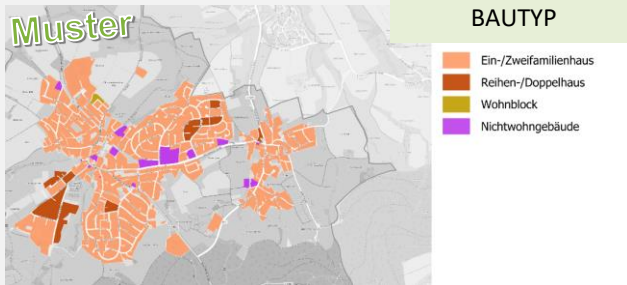 Muster
BAUTYP
Ein-/Zweifamilienhaus
Reihen-/Doppelhaus
Wohnblock
Nichtwohngebäude